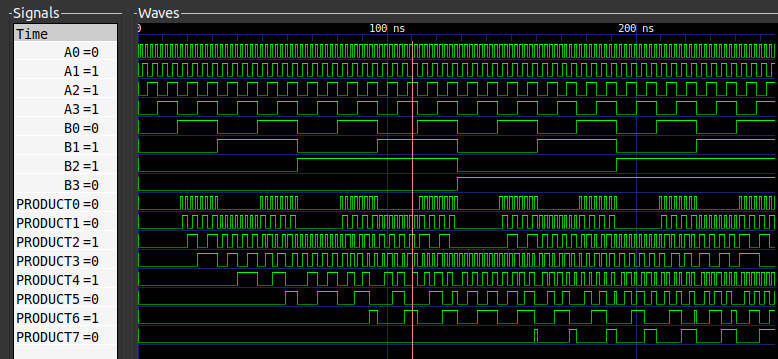 Signals
Waves
Time
0
100 ns
200 ns
A0=0
A1=1
A2=1
A3=1
B0=0
B1=1
B2=1
B3=0
PRODUCT0=0
PRODUCT1=0
PRODUCT2=1
PRODUCT3=0
PRODUCT4=1
PRODUCT5=0
PRODUCT6=1
PRODUCT7=0